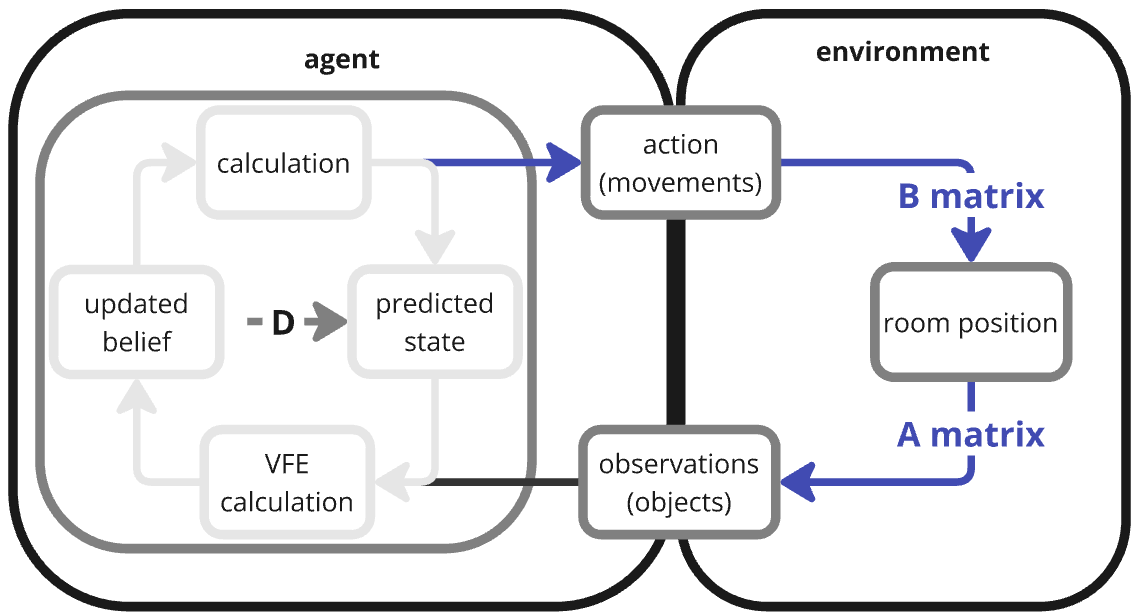 agent
environment
calculation
action
(movements)
B matrix
updated
belief
D
predicted
state
room position
A matrix
VFE
calculation
observations
(objects)